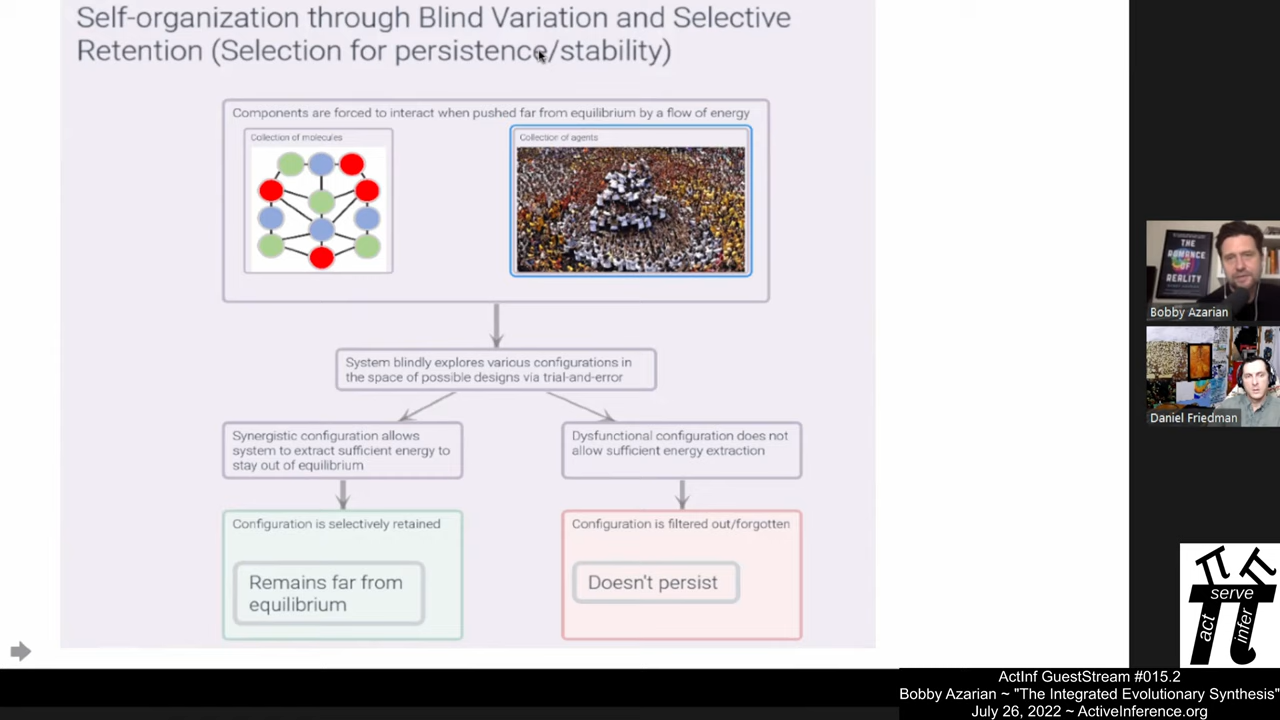 Self-organization through Blind Variation and Selective
Retention (Selection for persistence/stability)
Components are forced to interact when pushed far from equilibrium by a flow of energy
Collection of molecules
Collection of agents
System blindly explores various configurations in
the space of possible designs via trial-and-error
Synergistic configuration allows
system to extract sufficient energy to
stay out of equilibrium
Dysfunctional configuration does not
allow sufficient energy extraction
Configuration is selectively retained
Remains far from
equilibrium
Configuration is filtered out/forgotten
Doesn't persist
THE
ROMANCE
OF
REALITY
Bobby Azarian
Daniel Friedman
serve
act
infer
ActInf GuestStream #015.2
Bobby Azarian ~ "The Integrated Evolutionary Synthesis"
July 26, 2022 ~ ActiveInference.org